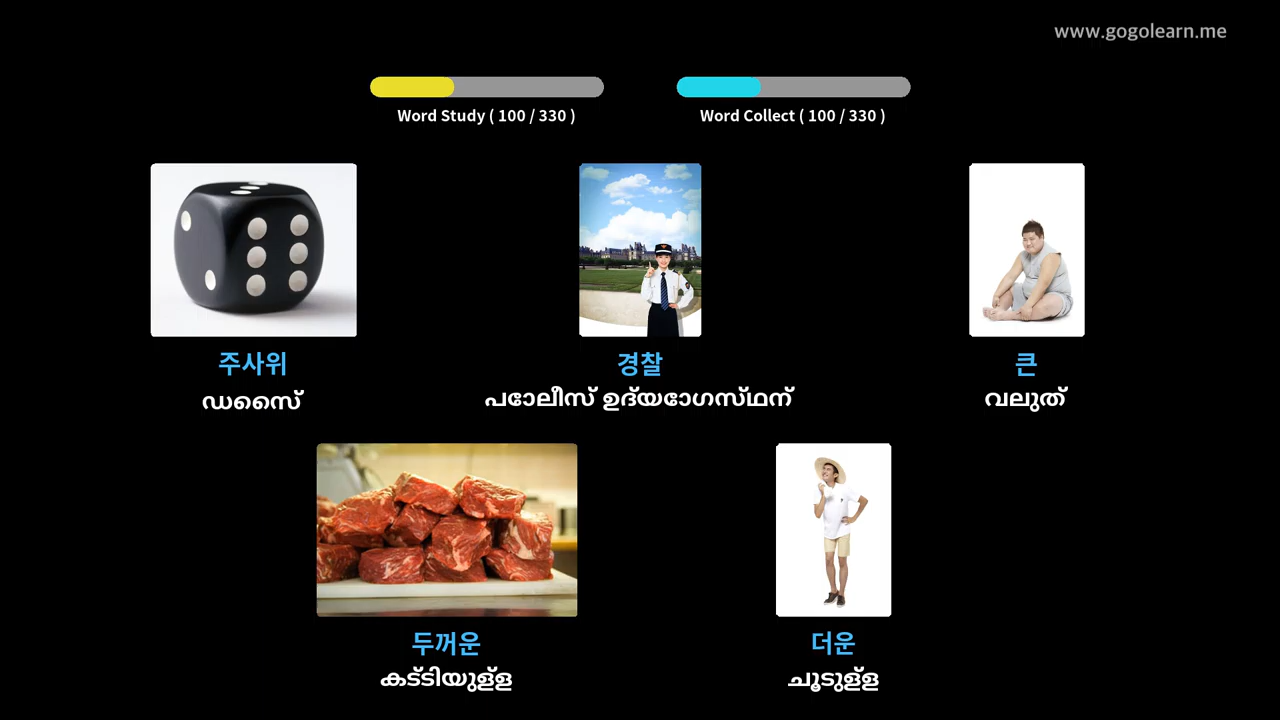 www.gogolearn.me
Word Study ( 100 / 330 )
Word Collect ( 100 / 330 )
주사위
ഡൈസ്
경찰
പോലീസ് ഉദ്യോഗസ്ഥന്
큰
വലുത്
두꺼운
കട്ടിയുള്ള
더운
ചൂടുള്ള